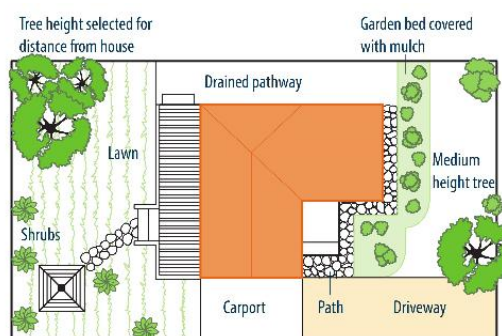 Tree height selected for
distance from house
Garden bed covered
with mulch
Drained pathway
Lawn
Medium
height tree
Shrubs
Carport
Path
Driveway